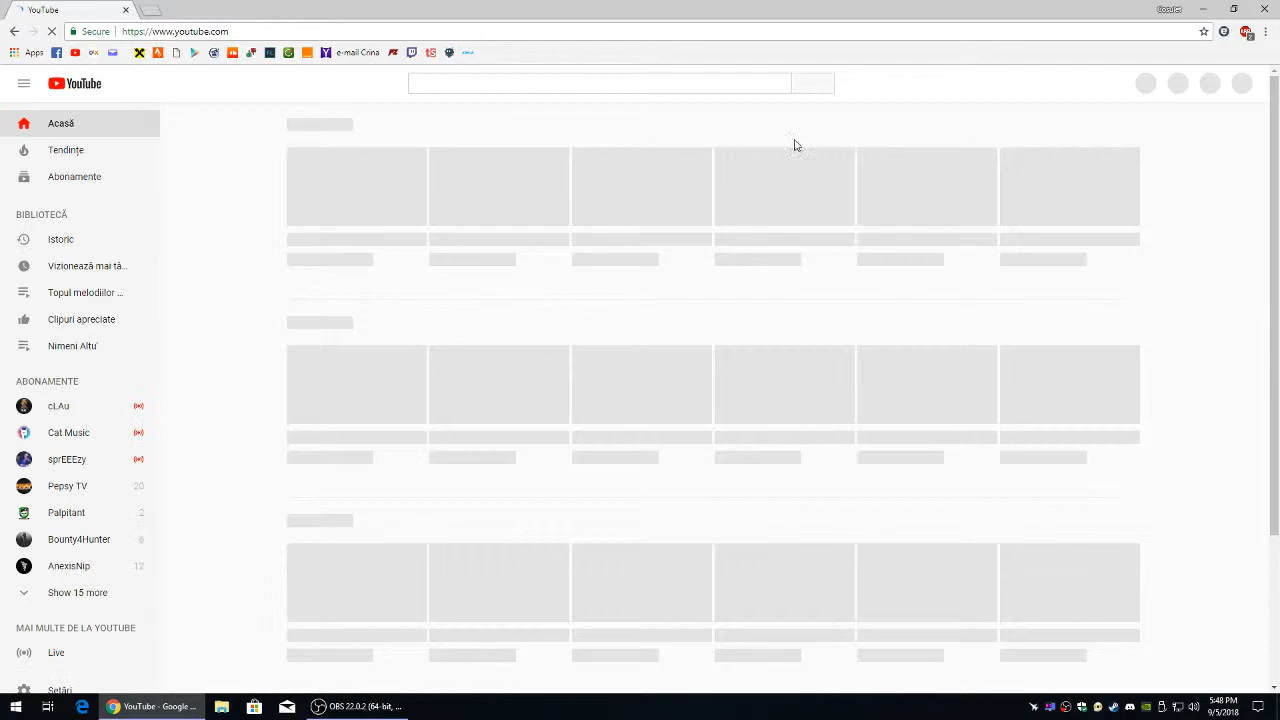 YouTube
Secure
https://www.youtube.com
Apps
e-mail Crina
YouTube
Acasă
Tendințe
Abonamente
BIBLIOTECĂ
Istoric
Vizionează mai tâ...
Topul melodiilor ...
Clipuri apreciate
Nimeni Altu'
ABONAMENTE
cLAu
Cat Music
sprEEEzy
Pepsy TV 20
Palpitant 2
Bounty4Hunter 6
AnexisNip 12
Show 15 more
MAI MULTE DE LA YOUTUBE
Live
Setări
YouTube - Google ...
OBS 22.0.2 (64-bit, ...
5:48 PM
9/5/2018